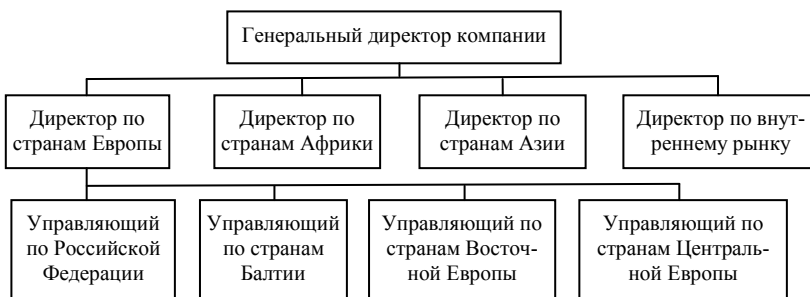 Генеральный директор компании
Директор по
странам Европы
Директор по
странам Африки
Директор по
странам Азии
Директор по внут-
реннему рынку
Управляющий
по Российской
Федерации
Управляющий
по странам
Балтии
Управляющий по
странам Восточ-
ной Европы
Управляющий по
странам Централь-
ной Европы